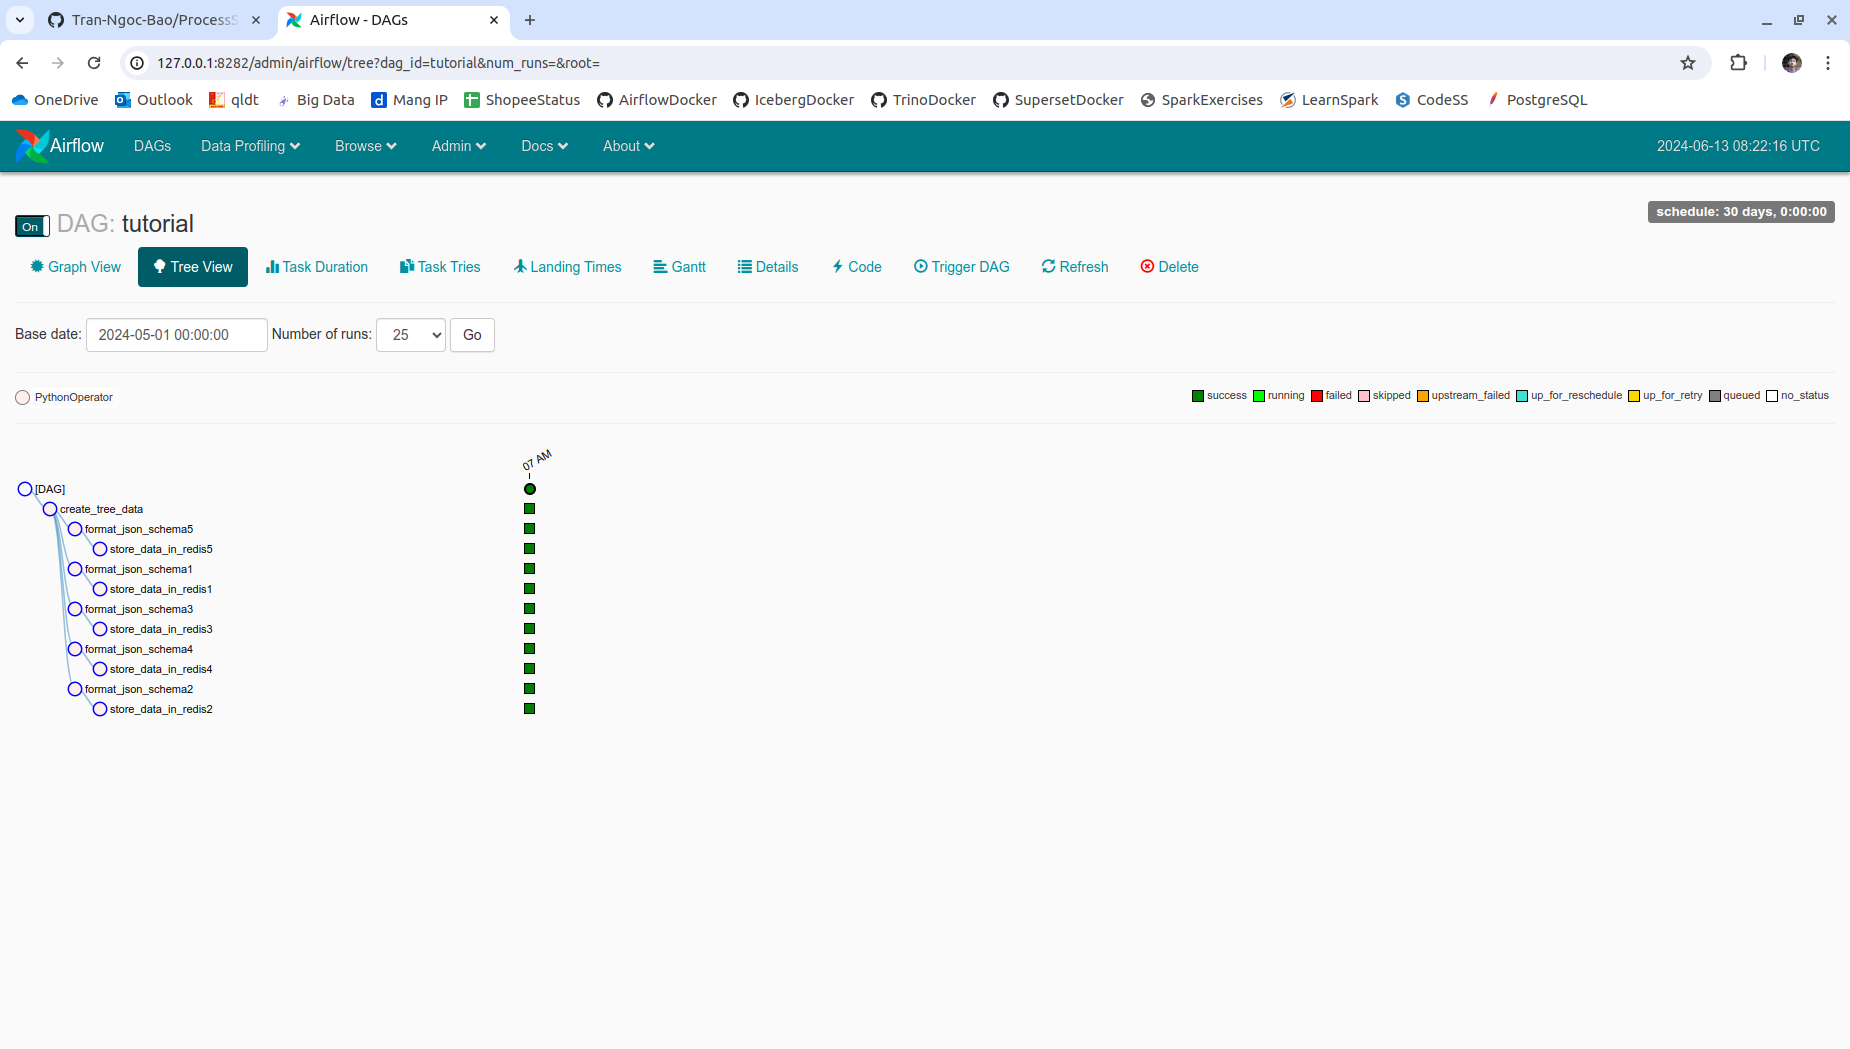 Tran-Ngoc-Bao/ProcessS
Airflow - DAGs
127.0.0.1:8282/admin/airflow/tree?dag_id=tutorial&num_runs=&root=
OneDrive Outlook qldt Big Data Mang IP ShopeeStatus AirflowDocker IcebergDocker TrinoDocker SupersetDocker SparkExercises LearnSpark CodeSS PostgreSQL
Airflow DAGs Data Profiling Browse Admin Docs About 2024-06-13 08:22:16 UTC
On DAG: tutorial
schedule: 30 days, 0:00:00
Graph View Tree View Task Duration Task Tries Landing Times Gantt Details Code Trigger DAG Refresh Delete
Base date: 2024-05-01 00:00:00 Number of runs: 25 Go
PythonOperator
success running failed skipped upstream_failed up_for_reschedule up_for_retry queued no_status
07 AM
[DAG]
create_tree_data
format_json_schema5
store_data_in_redis5
format_json_schema1
store_data_in_redis1
format_json_schema3
store_data_in_redis3
format_json_schema4
store_data_in_redis4
format_json_schema2
store_data_in_redis2